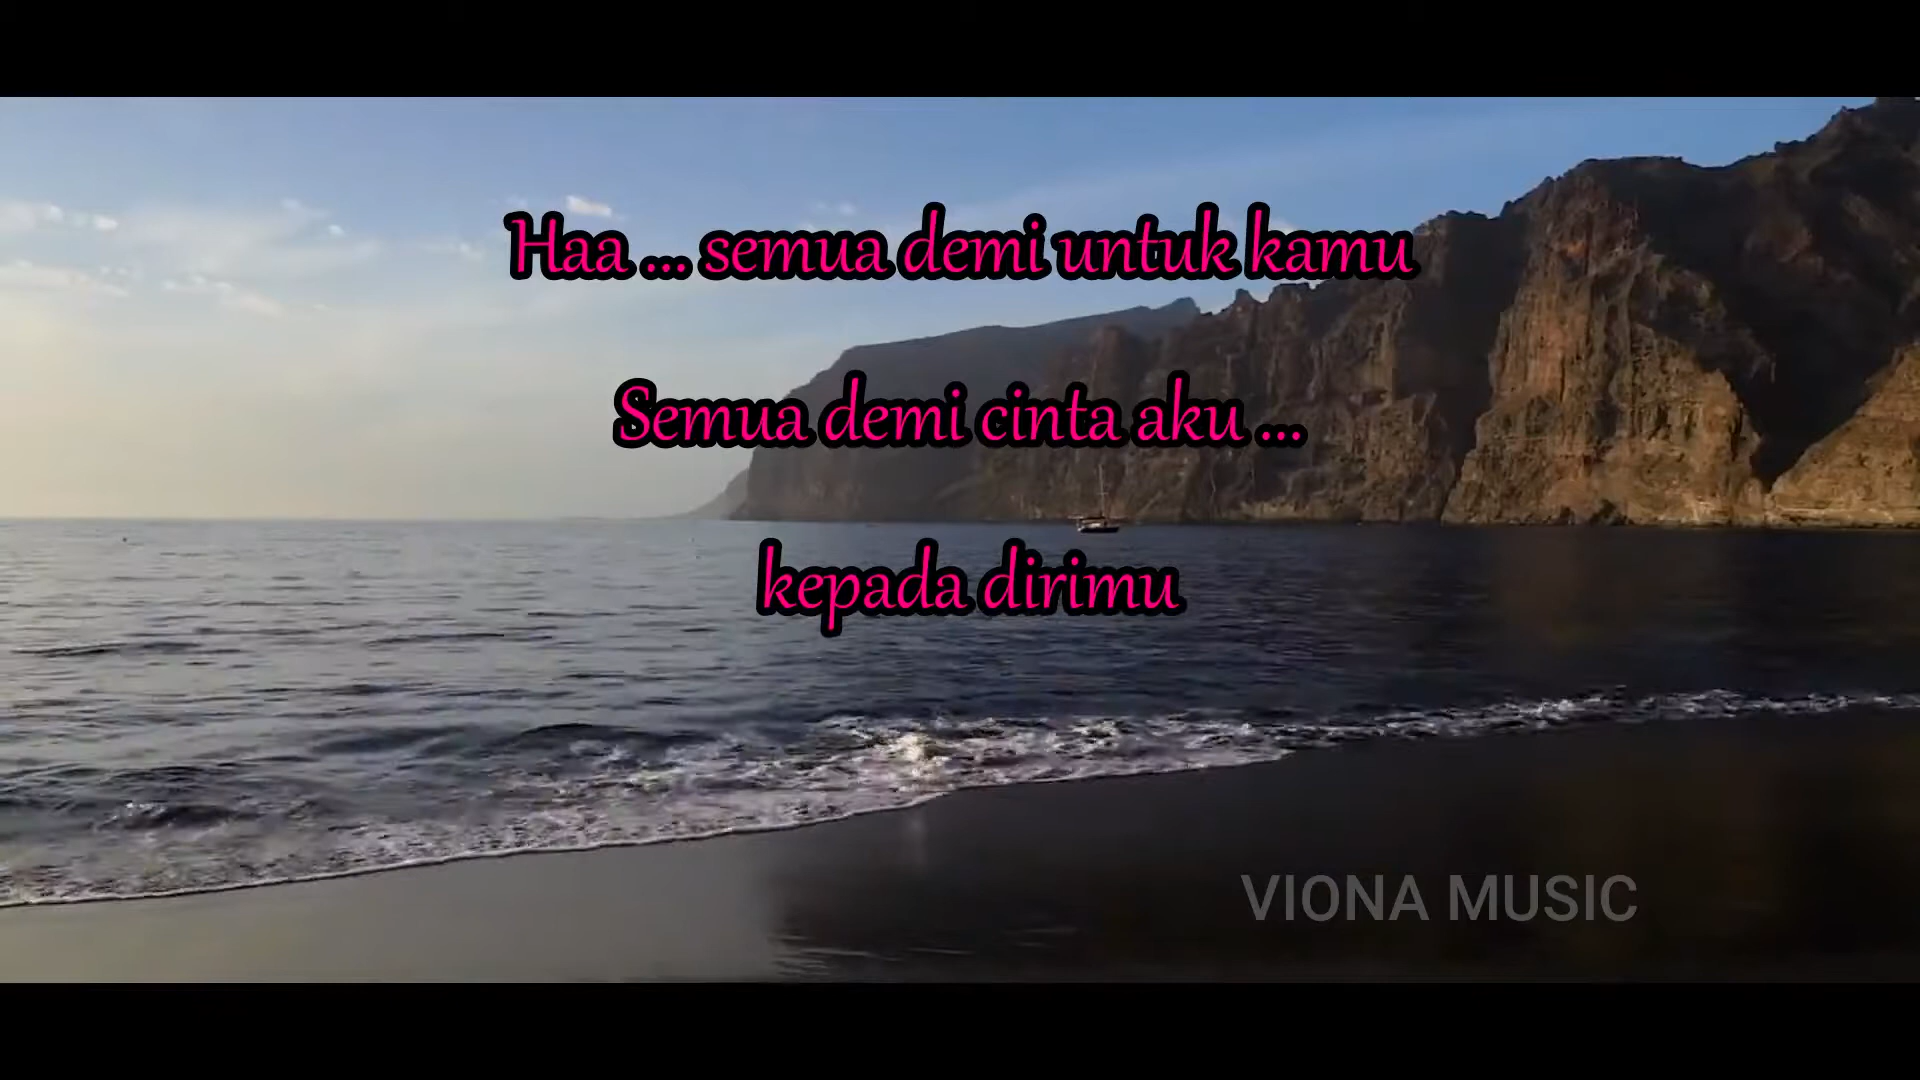 Haa ... semua demi untuk kamu
Semua demi cinta aku ...
kepada dirimu
VIONA MUSIC